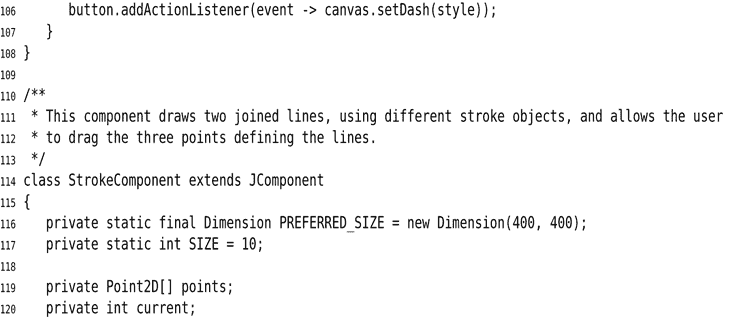 106       button.addActionListener(event -> canvas.setDash(style));
107    }
108 }
109
110 /**
111  * This component draws two joined lines, using different stroke objects, and allows the user
112  * to drag the three points defining the lines.
113  */
114 class StrokeComponent extends JComponent
115 {
116    private static final Dimension PREFERRED_SIZE = new Dimension(400, 400);
117    private static int SIZE = 10;
118
119    private Point2D[] points;
120    private int current;